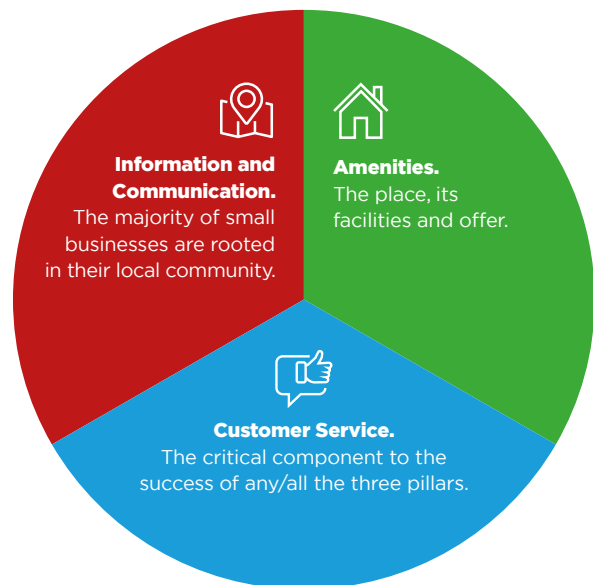 Information and
Communication.
The majority of small
businesses are rooted
in their local community.
Amenities.
The place, its
facilities and offer.
Customer Service.
The critical component to the
success of any/all the three pillars.